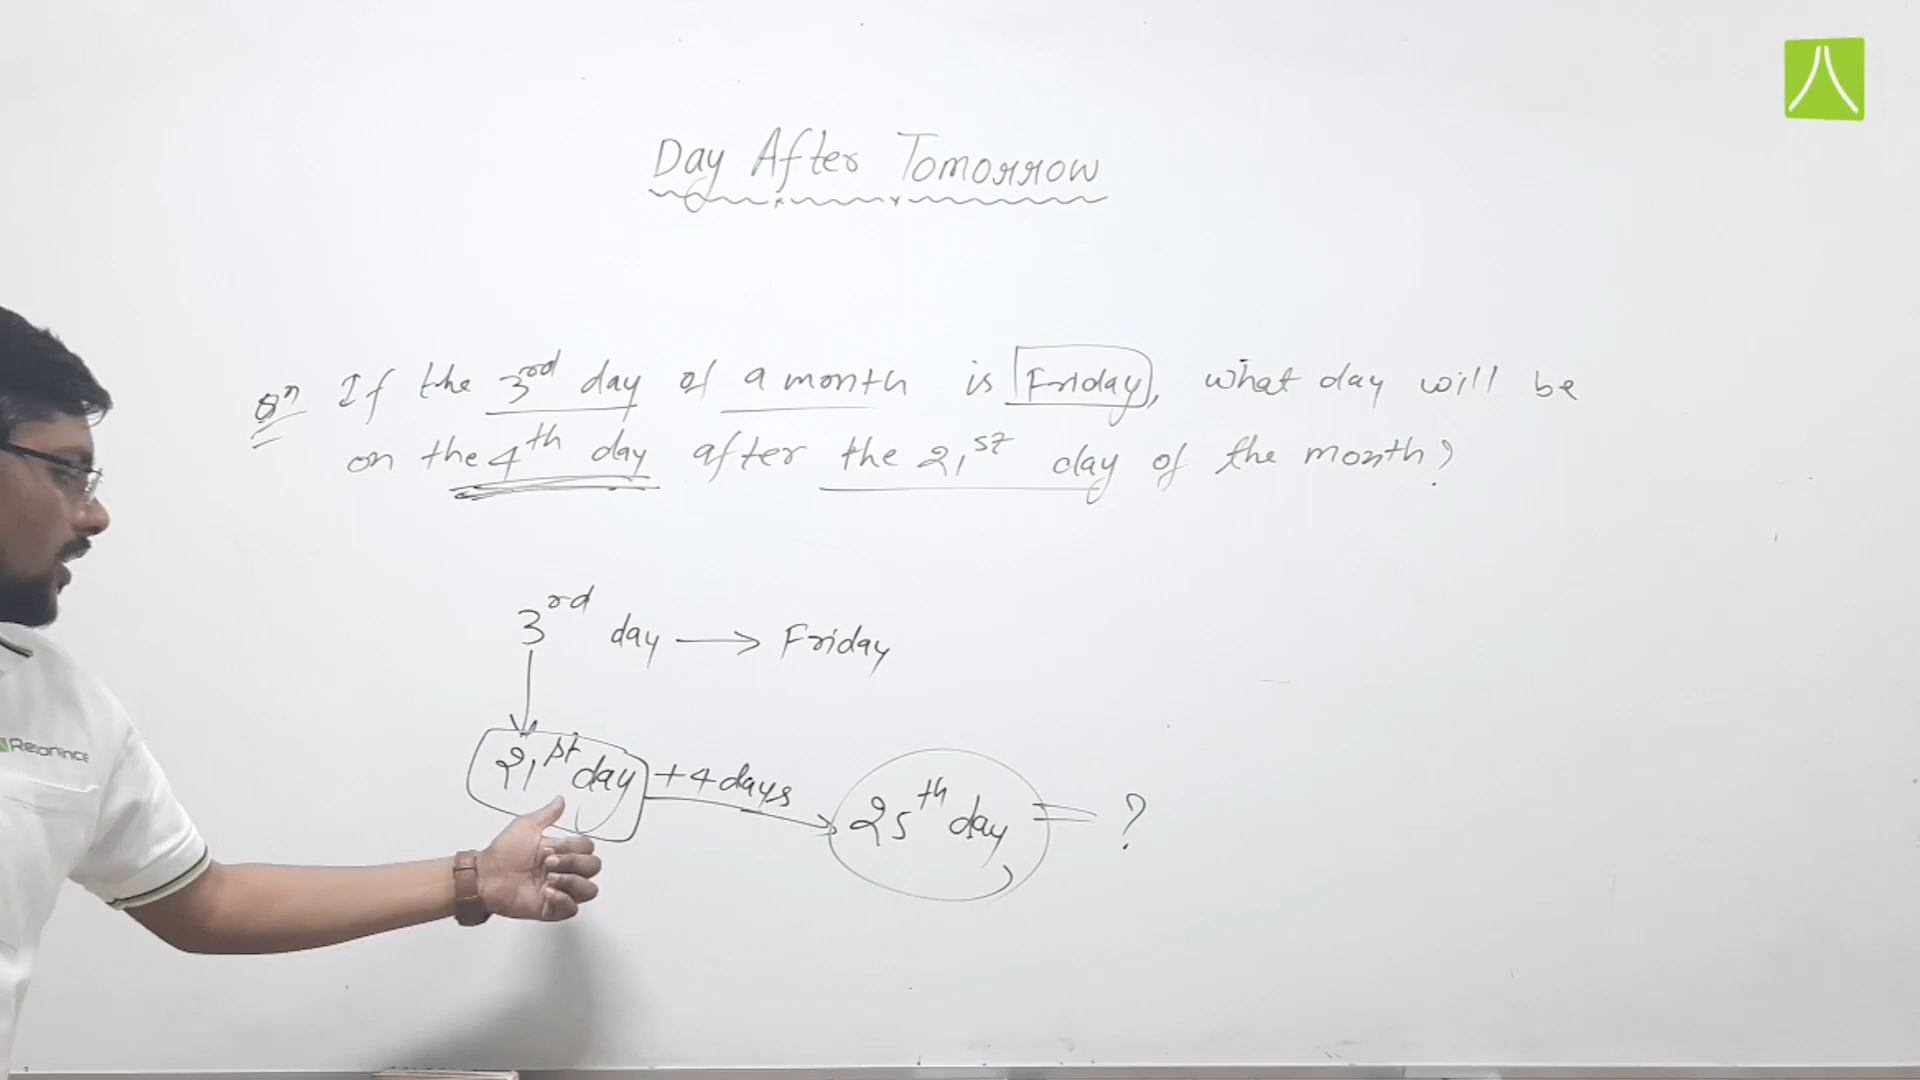 Day After Tomorrow
Qn If the 3rd day of a month is Friday, what day will be
on the 4th day after the 21st day of the month?
3rd day → Friday
21st day +4 days → 25th day = ?
Resonance